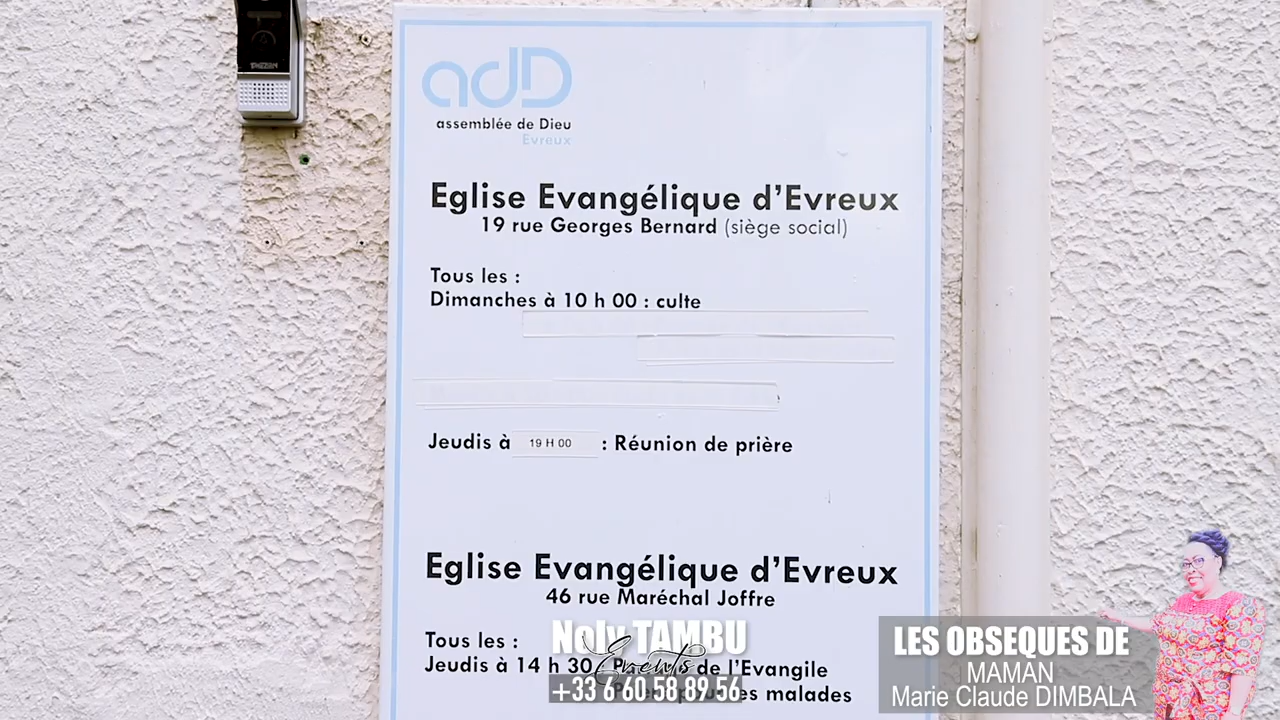 add
assemblée de Dieu
Evreux
Eglise Evangélique d'Evreux
19 rue Georges Bernard (siège social)
Tous les :
Dimanches à 10 h 00 : culte
Jeudis à 19 H 00 : Réunion de prière
Eglise Evangélique d'Evreux
46 rue Maréchal Joffre
Tous les :
Jeudis à 14 h 30 de l'Evangile
malades
Noly TAMBU
Events
+33 6 60 58 89 56
LES OBSEQUES DE
MAMAN
Marie Claude DIMBALA